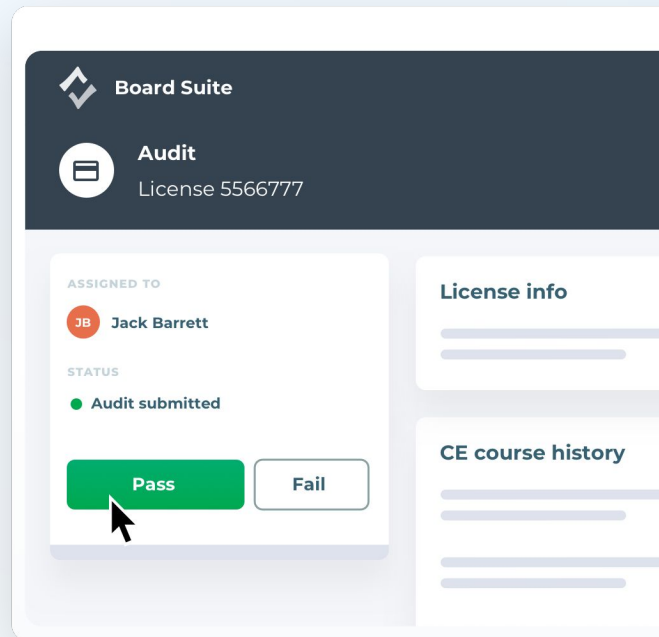 Board Suite
Audit
License 5566777
ASSIGNED TO
JB Jack Barrett
STATUS
Audit submitted
Pass Fail
License info
CE course history